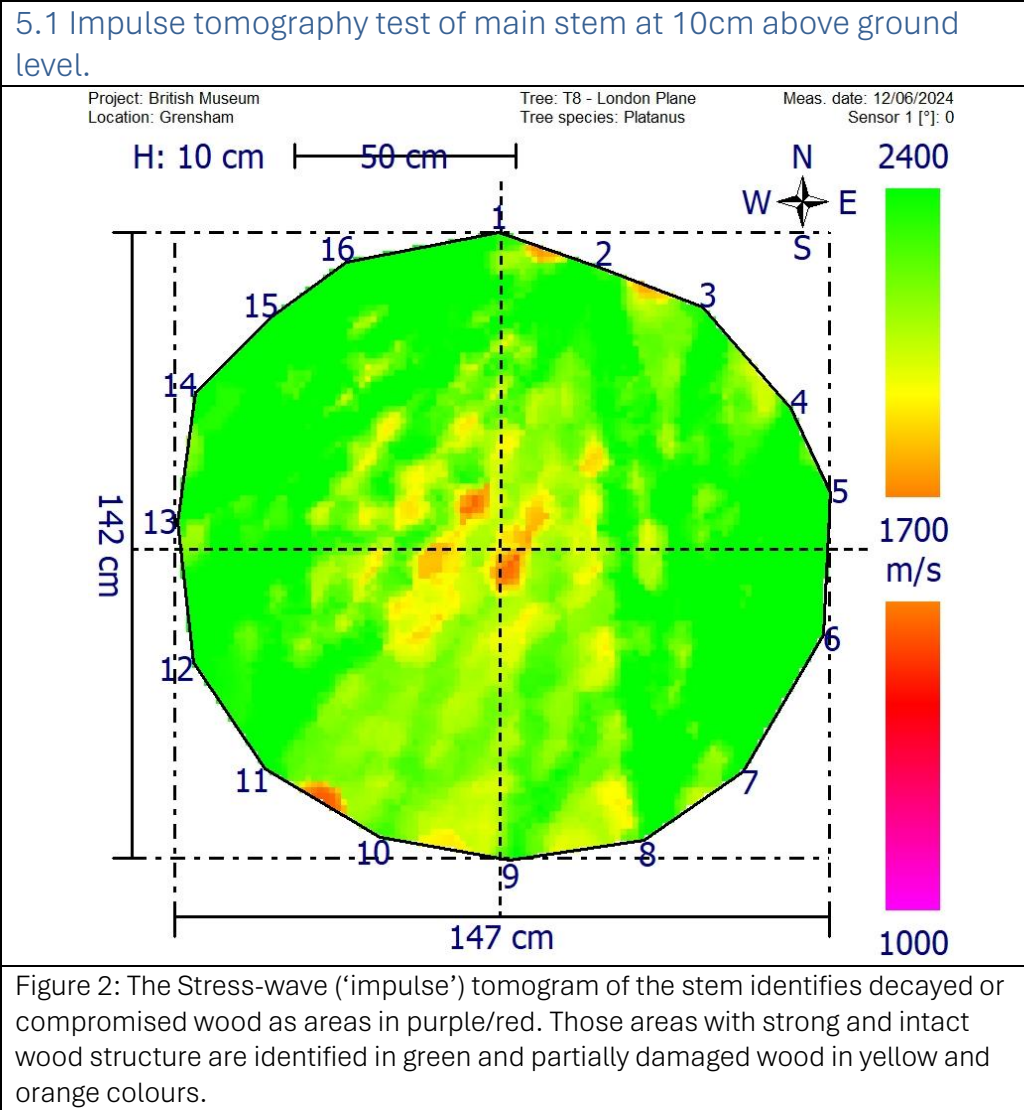 5.1 Impulse tomography test of main stem at 10cm above ground
level.
Project: British Museum
Location: Grensham
Tree: T8 - London Plane
Tree species: Platanus
Meas. date: 12/06/2024
Sensor 1 [°]: 0
H: 10 cm
50 cm
N
W
E
S
2400
1
2
3
4
5
6
7
8
9
10
11
12
13
14
15
16
142 cm
147 cm
1700
m/s
1000
Figure 2: The Stress-wave (‘impulse’) tomogram of the stem identifies decayed or
compromised wood as areas in purple/red. Those areas with strong and intact
wood structure are identified in green and partially damaged wood in yellow and
orange colours.